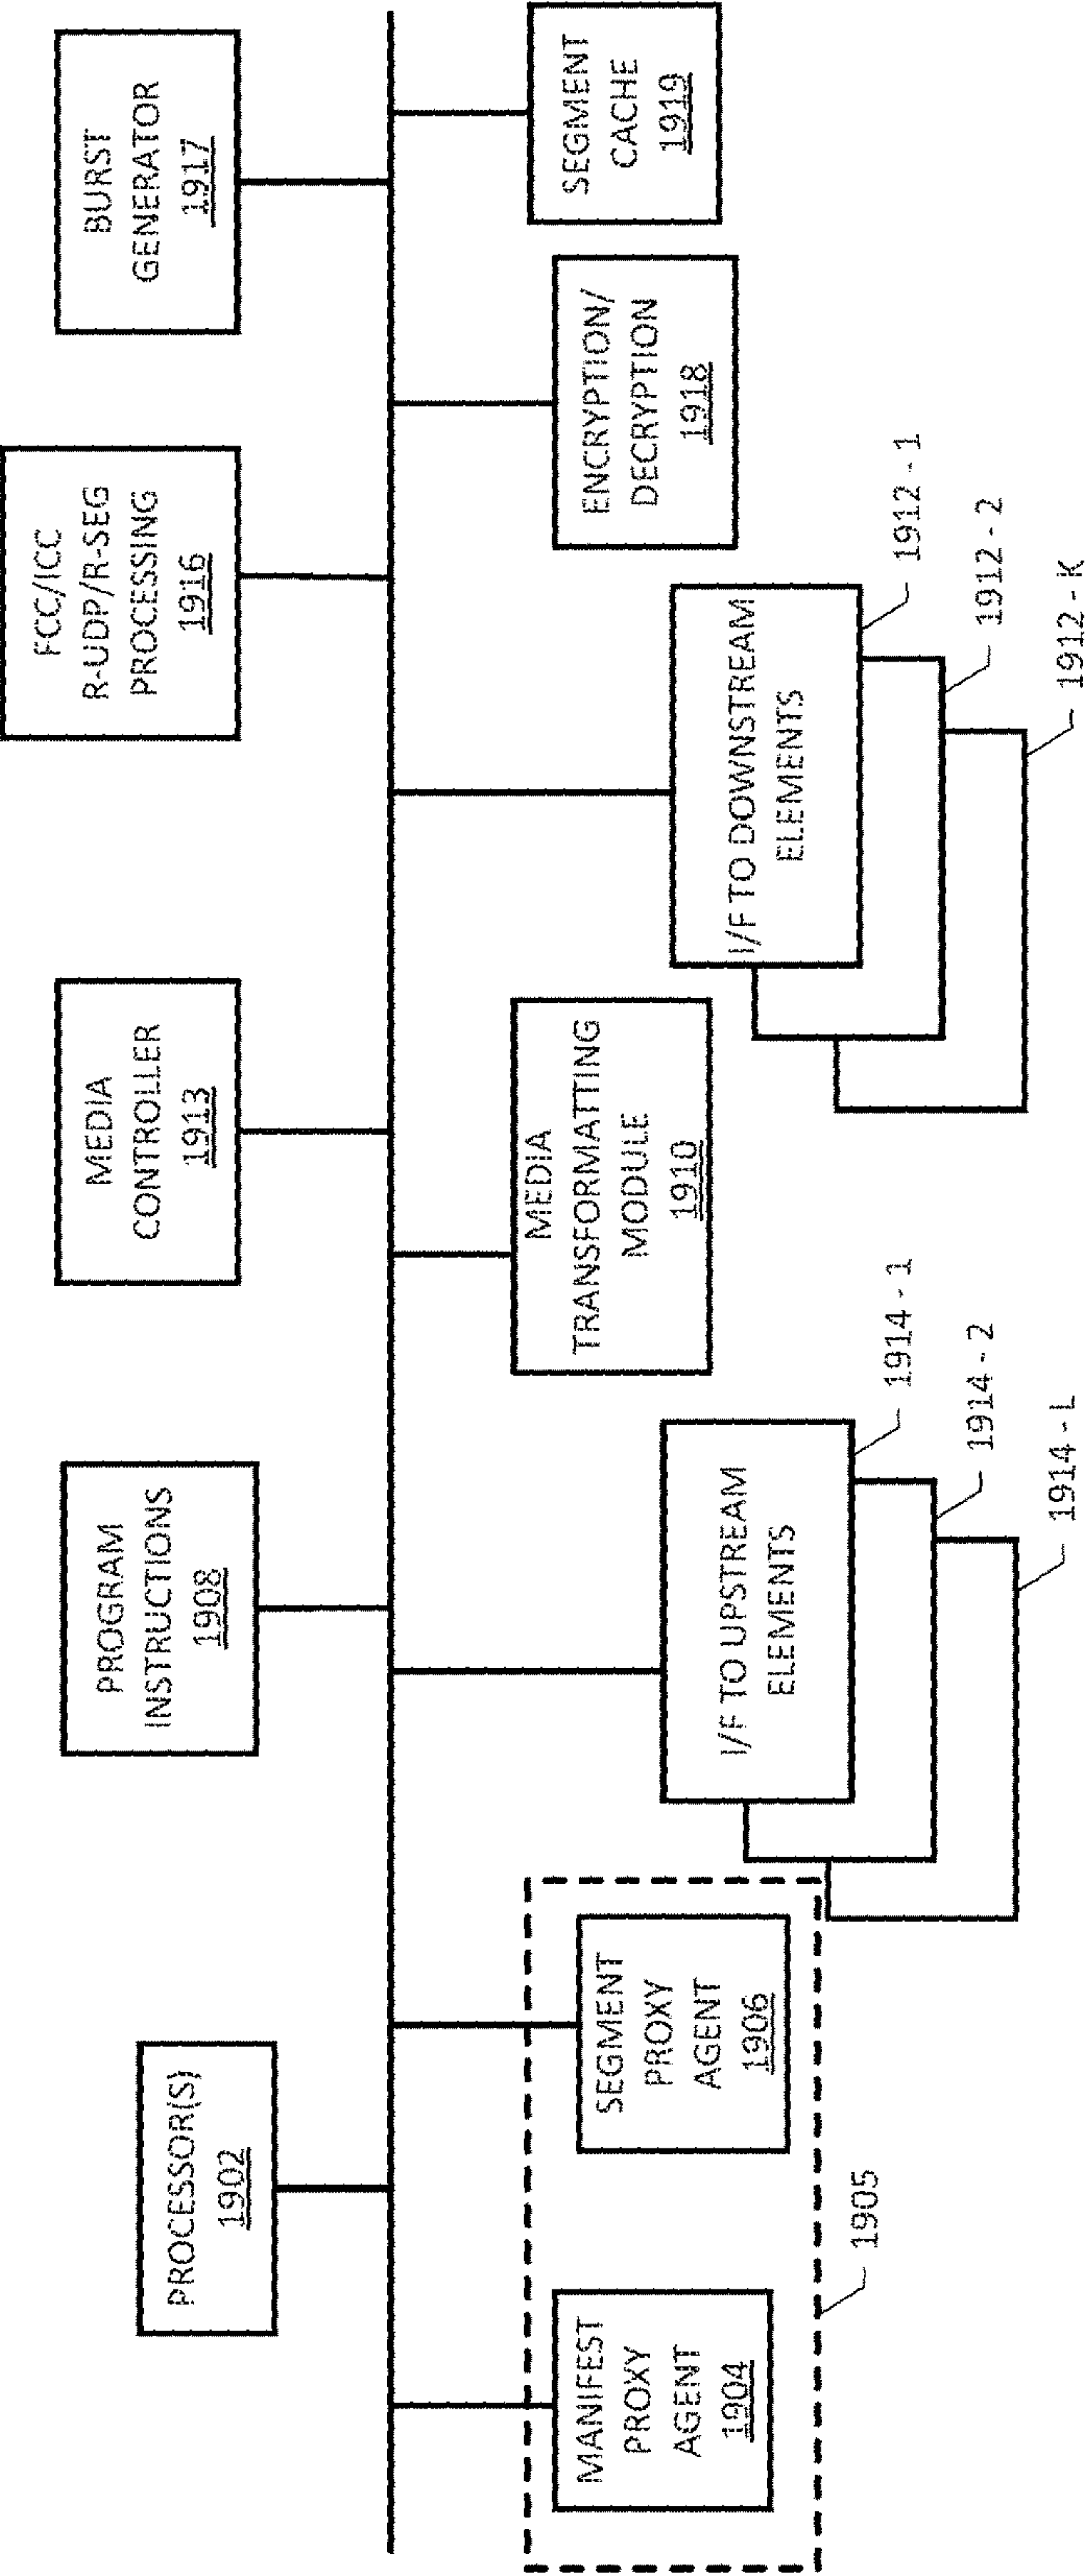 PROCESSOR(S)
1902
PROGRAM
INSTRUCTIONS
1908
MEDIA
CONTROLLER
1913
FCC/ICC
R-UDP/R-SEG
PROCESSING
1916
BURST
GENERATOR
1917
MANIFEST
PROXY
AGENT
1904
SEGMENT
PROXY
AGENT
1906
1905
I/F TO UPSTREAM
ELEMENTS
1914 - 1
1914 - 2
1914 - L
MEDIA
TRANSFORMATTING
MODULE
1910
I/F TO DOWNSTREAM
ELEMENTS
1912 - 1
1912 - 2
1912 - K
ENCRYPTION/
DECRYPTION
1918
SEGMENT
CACHE
1919